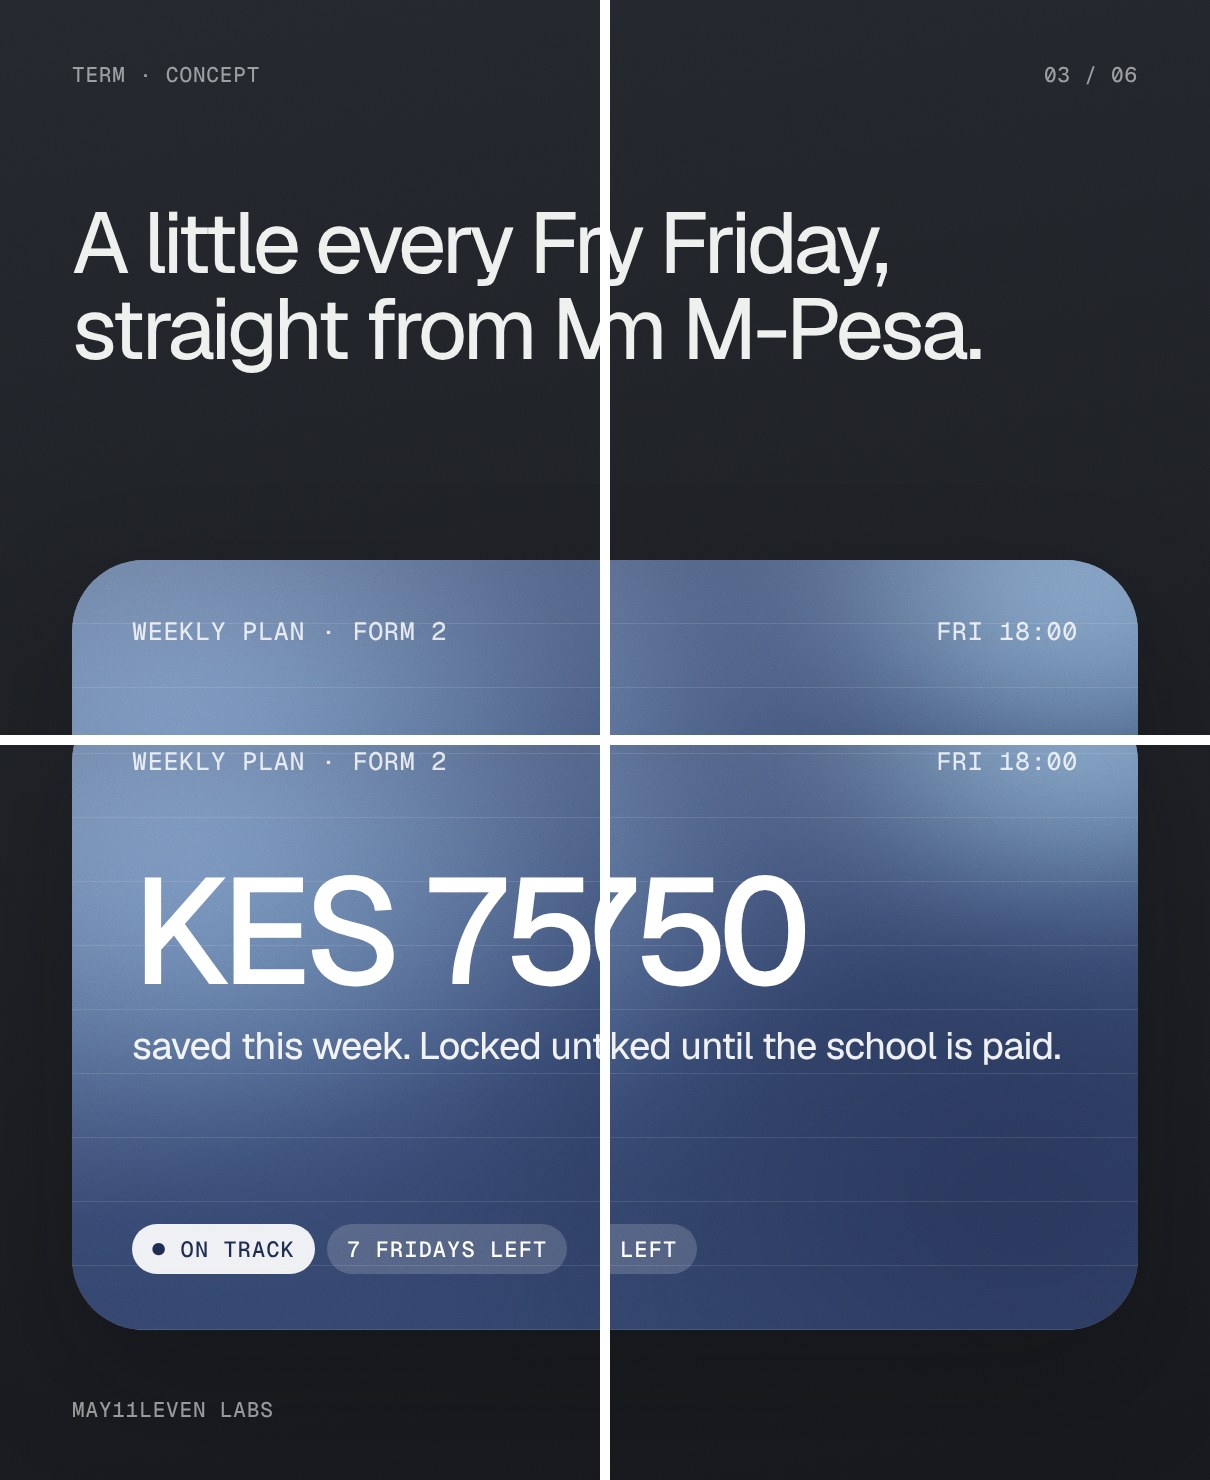 TERM · CONCEPT
03 / 06
A little every Fr
y Friday,
straight from M
m M-Pesa.
WEEKLY PLAN · FORM 2
FRI 18:00
WEEKLY PLAN · FORM 2
FRI 18:00
KES 75
750
saved this week. Locked unt
ked until the school is paid.
ON TRACK
7 FRIDAYS LEFT
LEFT
MAY11LEVEN LABS